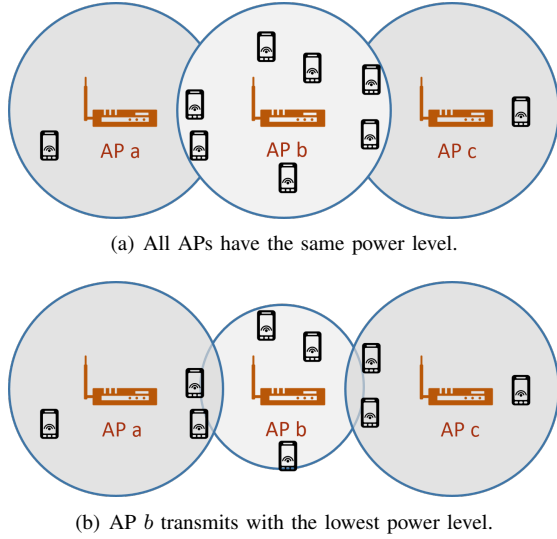 AP a
AP b
AP c
(a) All APs have the same power level.
AP a
AP b
AP c
(b) AP b transmits with the lowest power level.